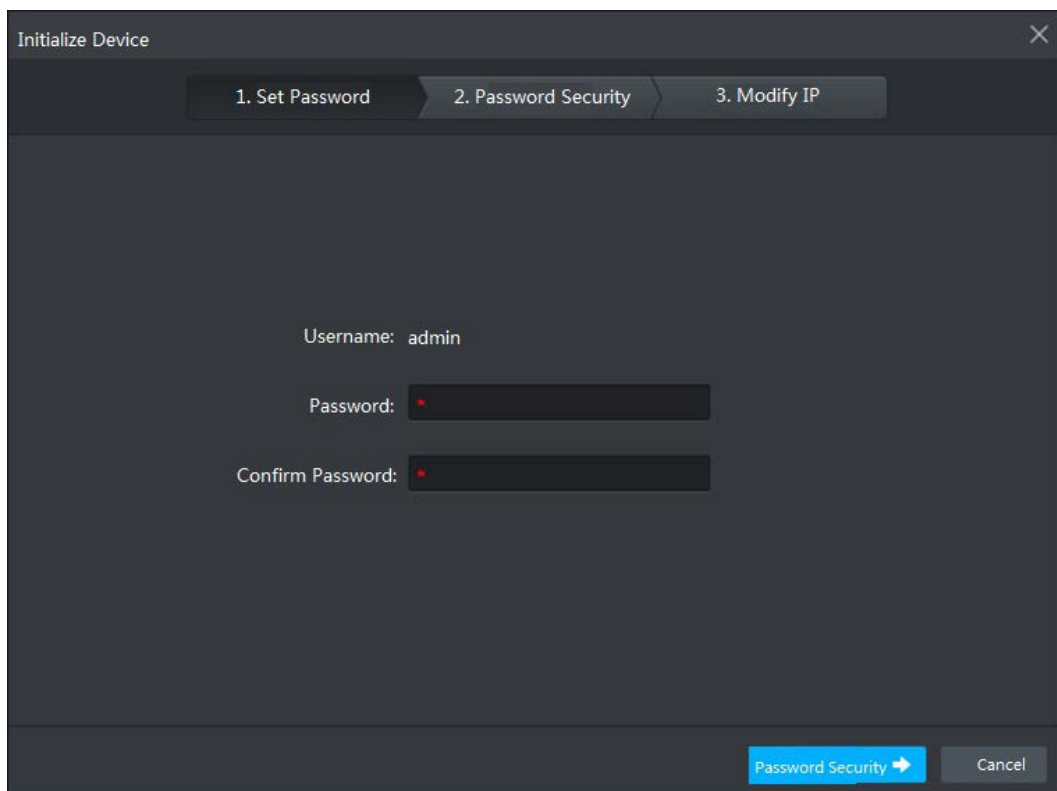 Initialize Device
1. Set Password 2. Password Security 3. Modify IP
Username: admin
Password: *
Confirm Password: *
Password Security
Cancel